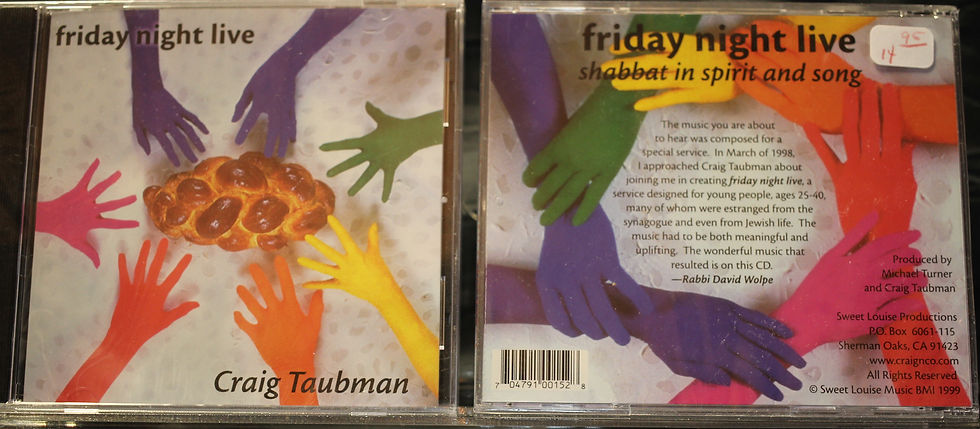 friday night live
Craig Taubman
friday night live
shabbat in spirit and song
14 95
The music you are about
to hear was composed for a
special service. In March of 1998,
I approached Craig Taubman about
joining me in creating friday night live, a
service designed for young people, ages 25-40,
many of whom were estranged from the
synagogue and even from Jewish life. The
music had to be both meaningful and
uplifting. The wonderful music that
resulted is on this CD.
—Rabbi David Wolpe
Produced by
Michael Turner
and Craig Taubman
Sweet Louise Productions
P.O. Box 6061-115
Sherman Oaks, CA 91423
www.craignco.com
All Rights Reserved
© Sweet Louise Music BMI 1999
7 04791 00152 8